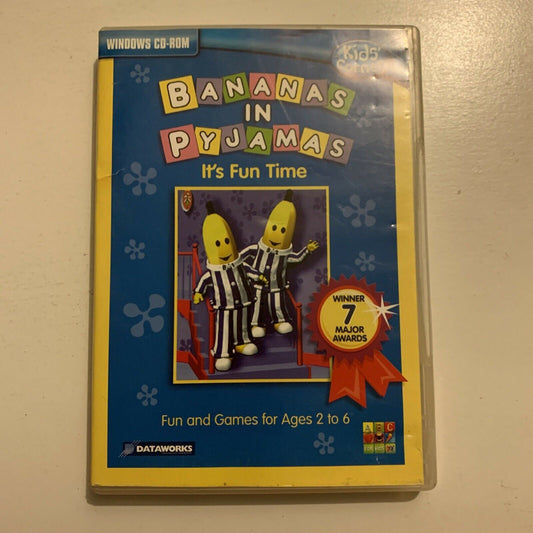 WINDOWS CD-ROM
Kids'
BANANAS
IN
PYJAMAS
It's Fun Time
WINNER
7
MAJOR
AWARDS
Fun and Games for Ages 2 to 6
DATAWORKS
ABC